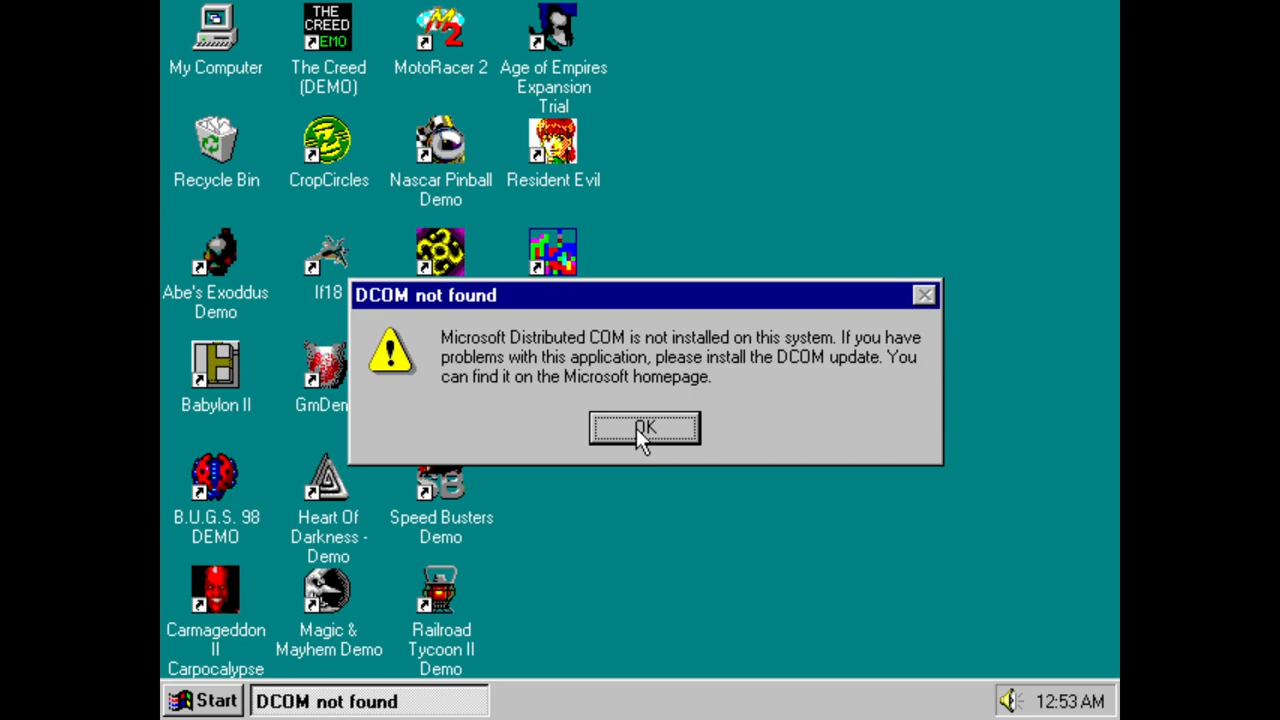 THE
CREED
EMO
M2
My Computer
The Creed
(DEMO)
MotoRacer 2
Age of Empires
Expansion
Trial
Recycle Bin
CropCircles
Nascar Pinball
Demo
Resident Evil
Abe's Exoddus
Demo
If18
DCOM not found
Microsoft Distributed COM is not installed on this system. If you have
problems with this application, please install the DCOM update. You
can find it on the Microsoft homepage.
OK
Babylon II
GmDen
SB
B.U.G.S. 98
DEMO
Heart Of
Darkness -
Demo
Speed Busters
Demo
Carmageddon
II
Carpocalypse
Magic &
Mayhem Demo
Railroad
Tycoon II
Demo
Start
DCOM not found
12:53 AM